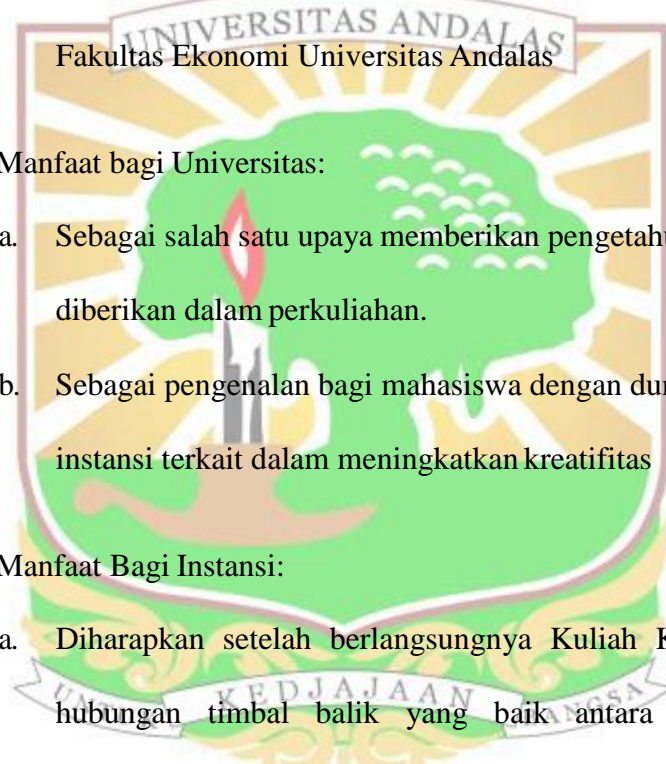 UNIVERSITAS ANDALAS
Fakultas Ekonomi Universitas Andalas
Manfaat bagi Universitas:
a. Sebagai salah satu upaya memberikan
diberikan dalam perkuliahan.
b. Sebagai pengenalan bagi mahasiswa dengan
instansi terkait dalam meningkatkan kreatifitas
Manfaat Bagi Instansi:
a. Diharapkan setelah berlangsungnya Kuliah
hubungan timbal balik yang baik antara
UNTUK KEDJAJAAN BANGSA